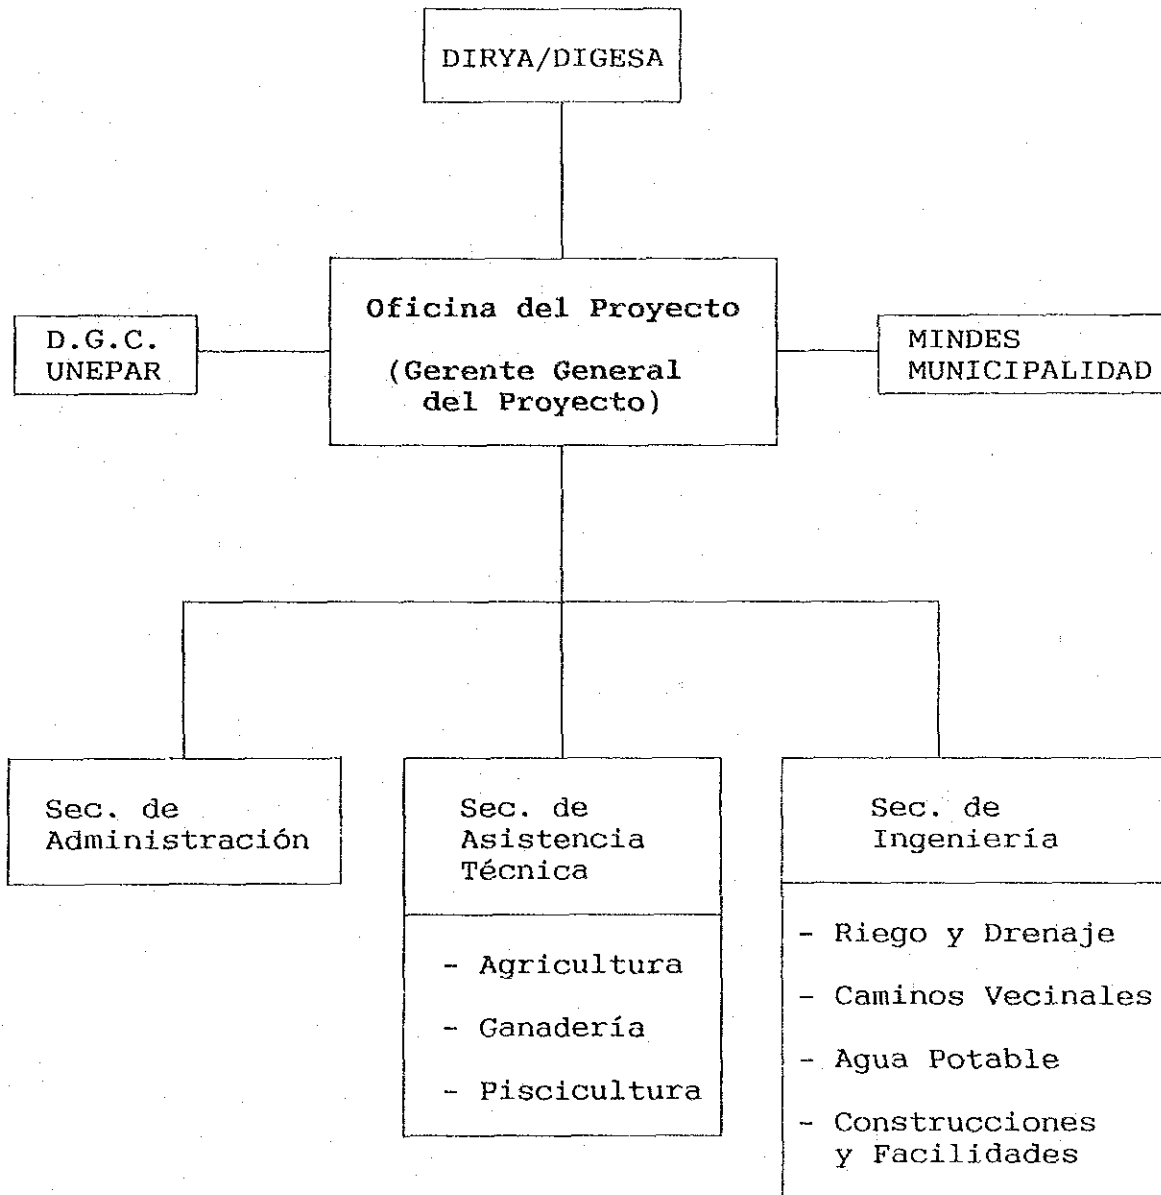 DIRYA/DIGESA
D.G.C.
UNEPAR
Oficina del Proyecto
(Gerente General
del Proyecto)
MINDES
MUNICIPALIDAD
Sec. de
Administración
Sec. de
Asistencia
Técnica
- Agricultura
- Ganadería
- Piscicultura
Sec. de
Ingeniería
- Riego y Drenaje
- Caminos Vecinales
- Agua Potable
- Construcciones
y Facilidades